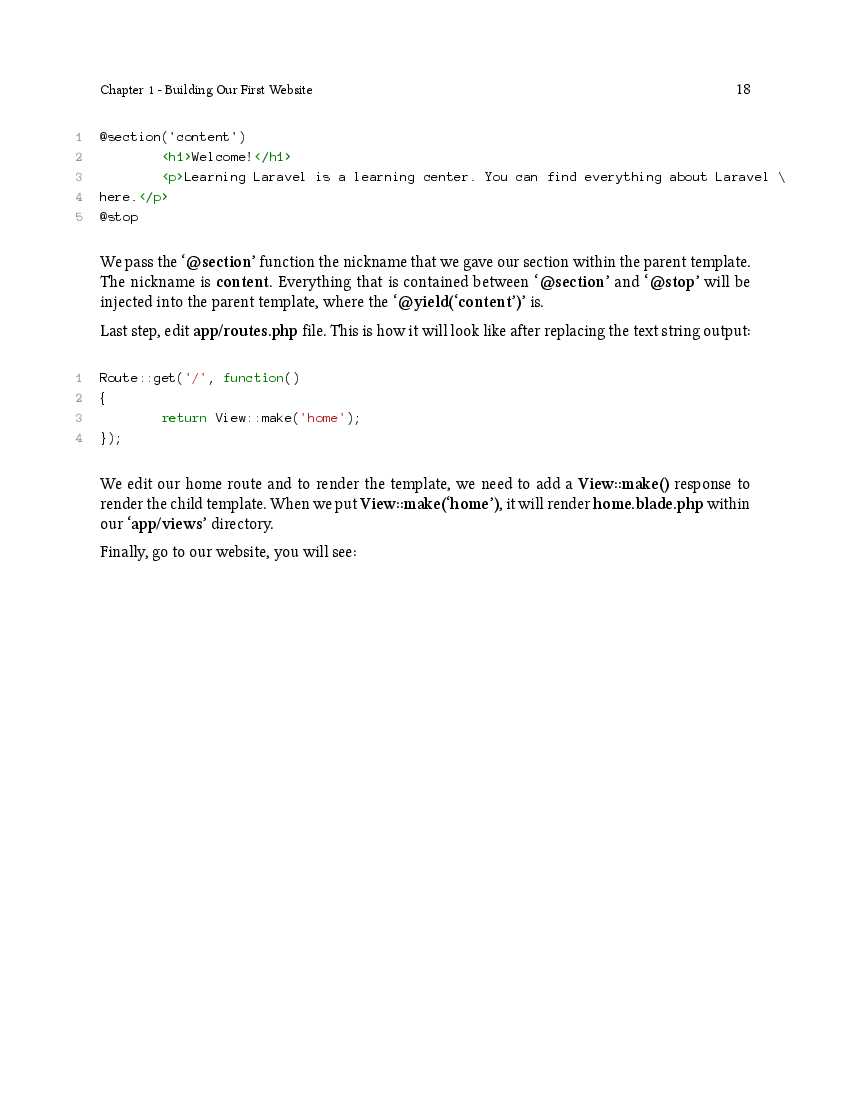 Chapter 1 - Building Our First Website 18
1 @section('content')
2 <h1>Welcome!</h1>
3 <p>Learning Laravel is a learning center. You can find everything about Laravel \
4 here.</p>
5 @stop
We pass the ‘@section’ function the nickname that we gave our section within the parent template.
The nickname is content. Everything that is contained between ‘@section’ and ‘@stop’ will be
injected into the parent template, where the ‘@yield(‘content’)’ is.
Last step, edit app/routes.php file. This is how it will look like after replacing the text string output:
1 Route::get('/', function()
2 {
3 return View::make('home');
4 });
We edit our home route and to render the template, we need to add a View::make() response to
render the child template. When we put View::make(‘home’), it will render home.blade.php within
our ‘app/views’ directory.
Finally, go to our website, you will see: